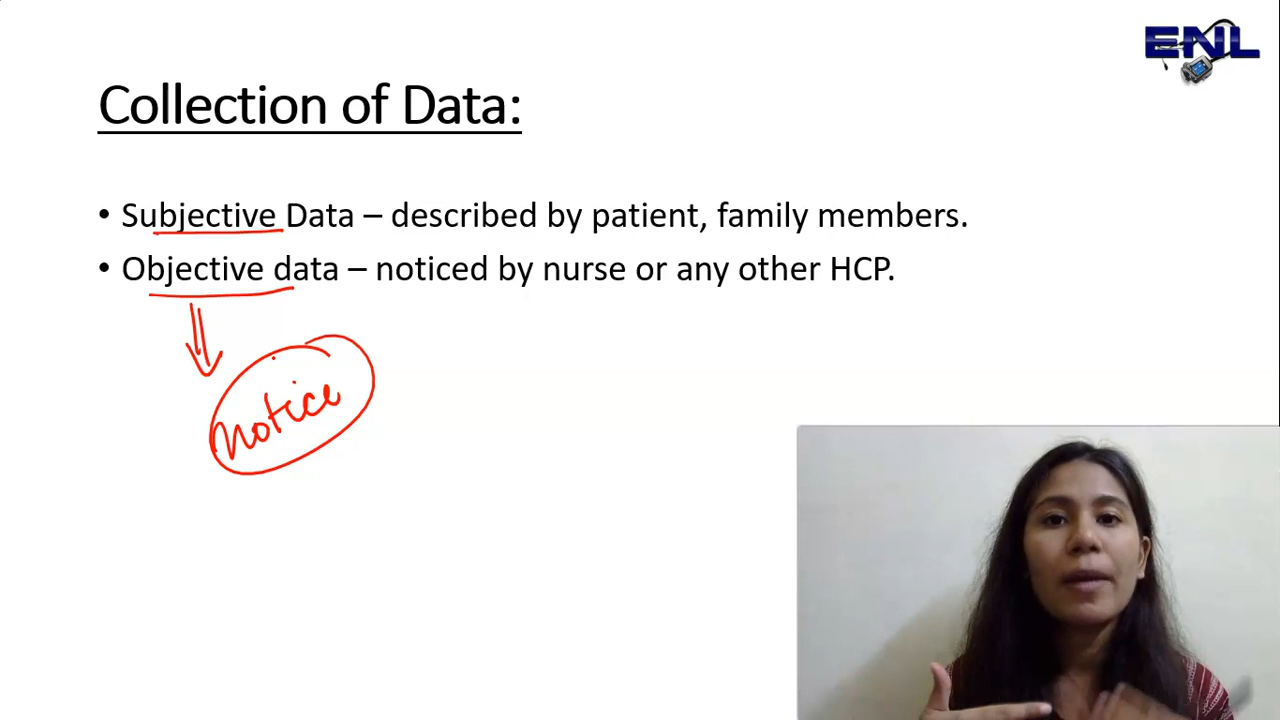 ENL
Collection of Data:
• Subjective Data – described by patient, family members.
• Objective data – noticed by nurse or any other HCP.
notice